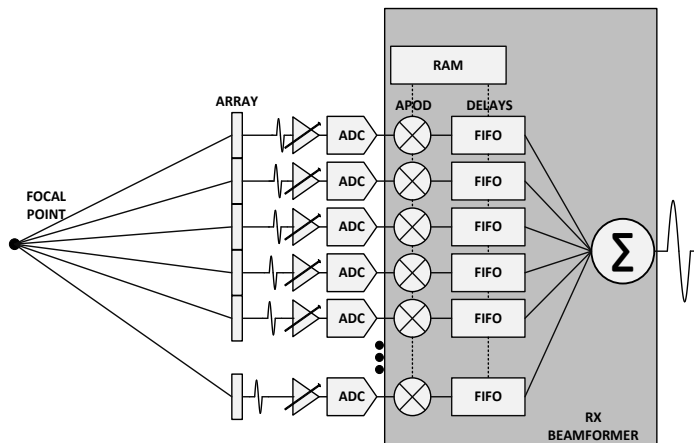 RAM
ARRAY
APOD
DELAYS
ADC
FIFO
ADC
FIFO
FOCAL
POINT
ADC
FIFO
Σ
ADC
FIFO
ADC
FIFO
ADC
FIFO
RX
BEAMFORMER